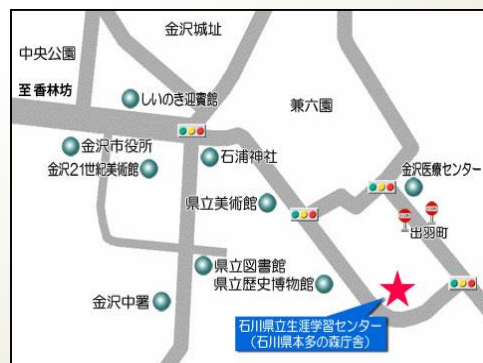 金沢城址
中央公園
至 香林坊
しいのき迎賓館
兼六園
金沢市役所
石浦神社
金沢21世紀美術館
金沢医療センター
県立美術館
出羽町
県立図書館
県立歴史博物館
金沢中署
石川県立生涯学習センター
(石川県本多の森庁舎)